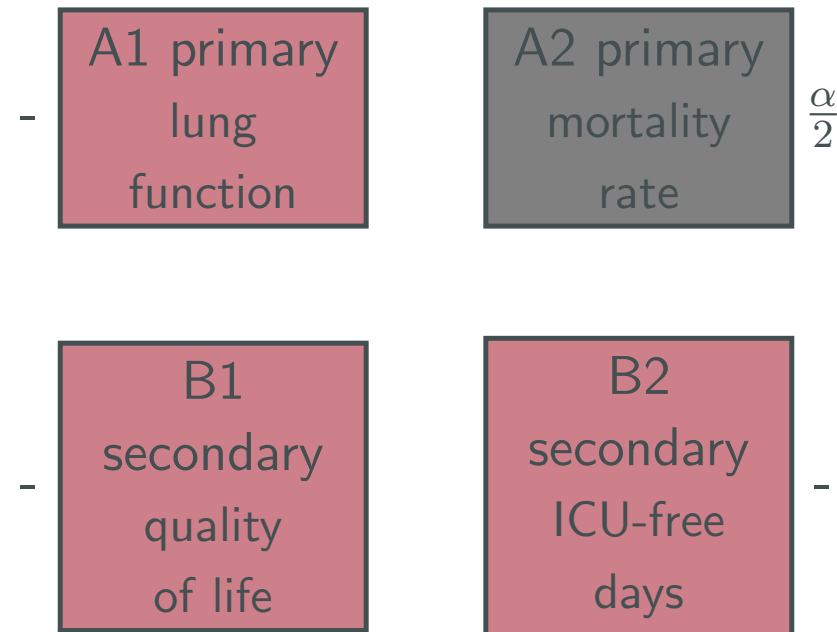 A1 primary
lung
function
-
A2 primary
mortality
rate
α/2
B1
secondary
quality
of life
-
B2
secondary
ICU-free
days
-